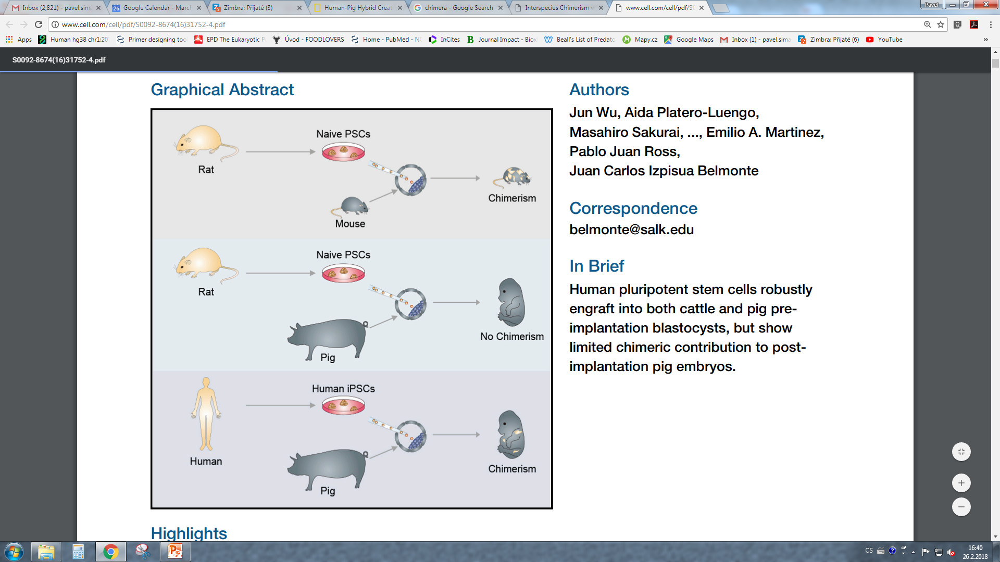 Inbox (2,821) - pavel.sima
Google Calendar - March
Zimbra: Přijaté (3)
Human-Pig Hybrid Creat
chimera - Google Search
Interspecies Chimerism w
www.cell.com/cell/pdf/S0
Pavel
www.cell.com/cell/pdf/S0092-8674(16)31752-4.pdf
Apps
Human hg38 chr1:20
Primer designing too
EPD The Eukaryotic P
Úvod - FOODLOVERS
Home - PubMed - NC
InCites
Journal Impact - Biox
Beall's List of Predato
Mapy.cz
Google Maps
Inbox (1) - pavel.sima
Zimbra: Přijaté (6)
YouTube
»
S0092-8674(16)31752-4.pdf
Graphical Abstract
Rat
Naive PSCs
Mouse
Chimerism
Rat
Naive PSCs
Pig
No Chimerism
Human
Human iPSCs
Pig
Chimerism
Highlights
Authors
Jun Wu, Aida Platero-Luengo,
Masahiro Sakurai, ..., Emilio A. Martinez,
Pablo Juan Ross,
Juan Carlos Izpisua Belmonte
Correspondence
belmonte@salk.edu
In Brief
Human pluripotent stem cells robustly
engraft into both cattle and pig pre-
implantation blastocysts, but show
limited chimeric contribution to post-
implantation pig embryos.
CS
16:40
26.2.2018